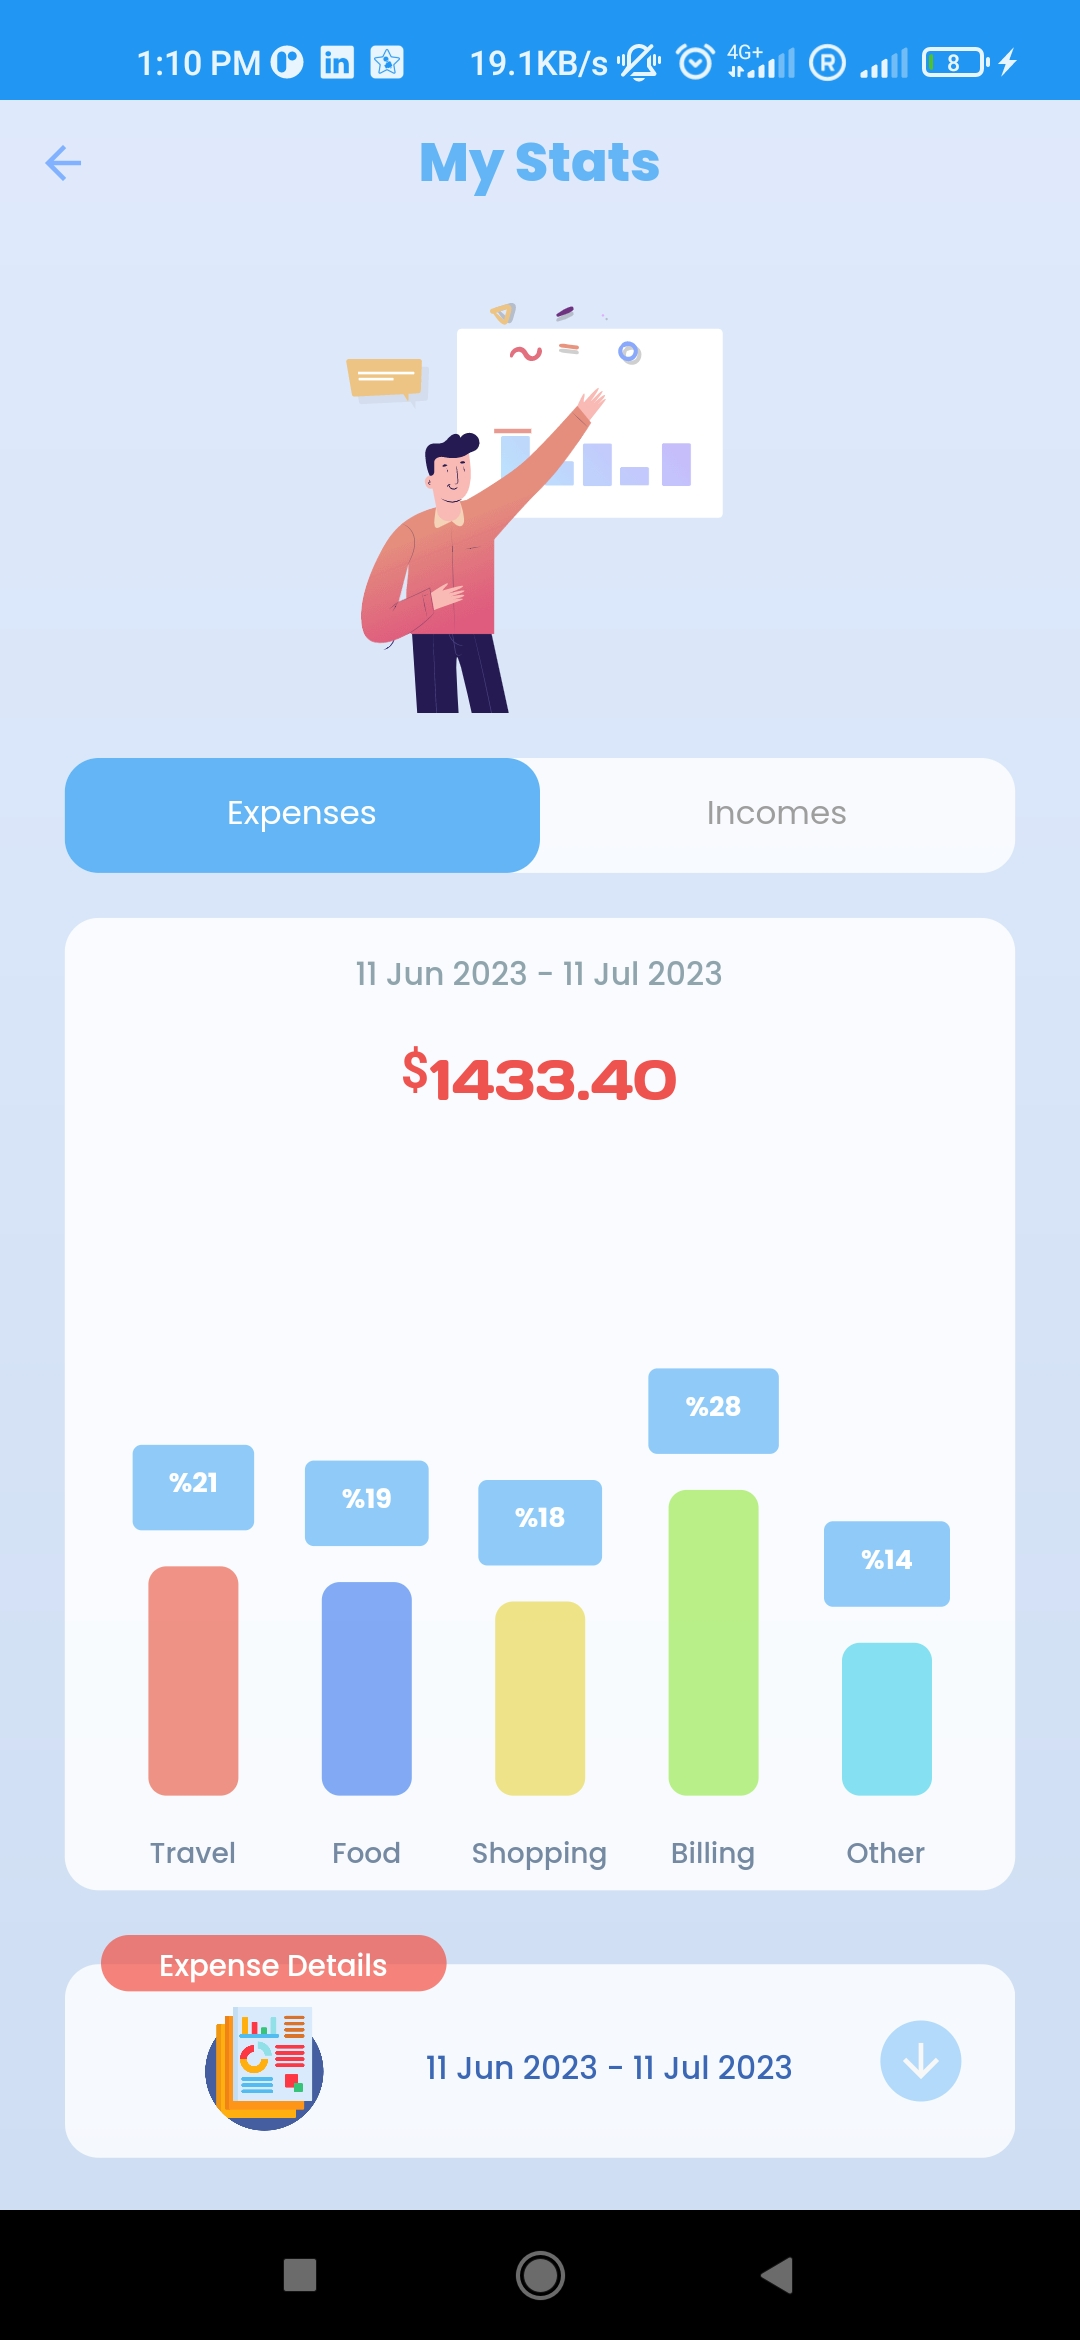 1:10 PM 19.1KB/s 4G+ R 8
My Stats
Expenses Incomes
11 Jun 2023 - 11 Jul 2023
$1433.40
%28
%21
%19
%18
%14
Travel Food Shopping Billing Other
Expense Details
11 Jun 2023 - 11 Jul 2023